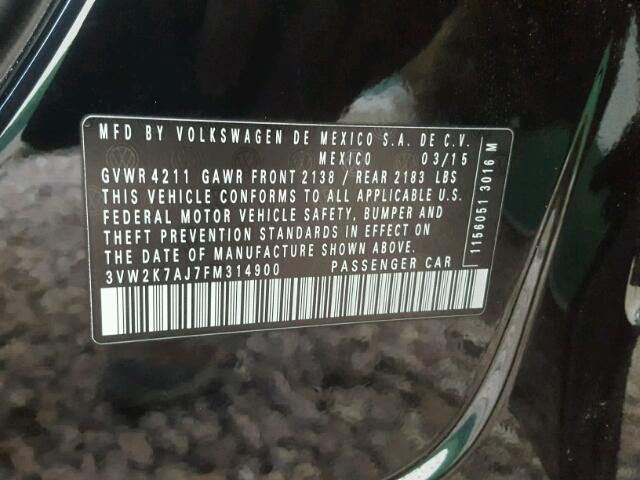 MFD BY VOLKSWAGEN DE MEXICO S.A. DE C.V.
MEXICO 03/15
GVWR 4211 GAWR FRONT 2138 / REAR 2183 LBS
THIS VEHICLE CONFORMS TO ALL APPLICABLE U.S.
FEDERAL MOTOR VEHICLE SAFETY, BUMPER AND
THEFT PREVENTION STANDARDS IN EFFECT ON
THE DATE OF MANUFACTURE SHOWN ABOVE.
3VW2K7AJ7FM314900 PASSENGER CAR
1156051 3016 M